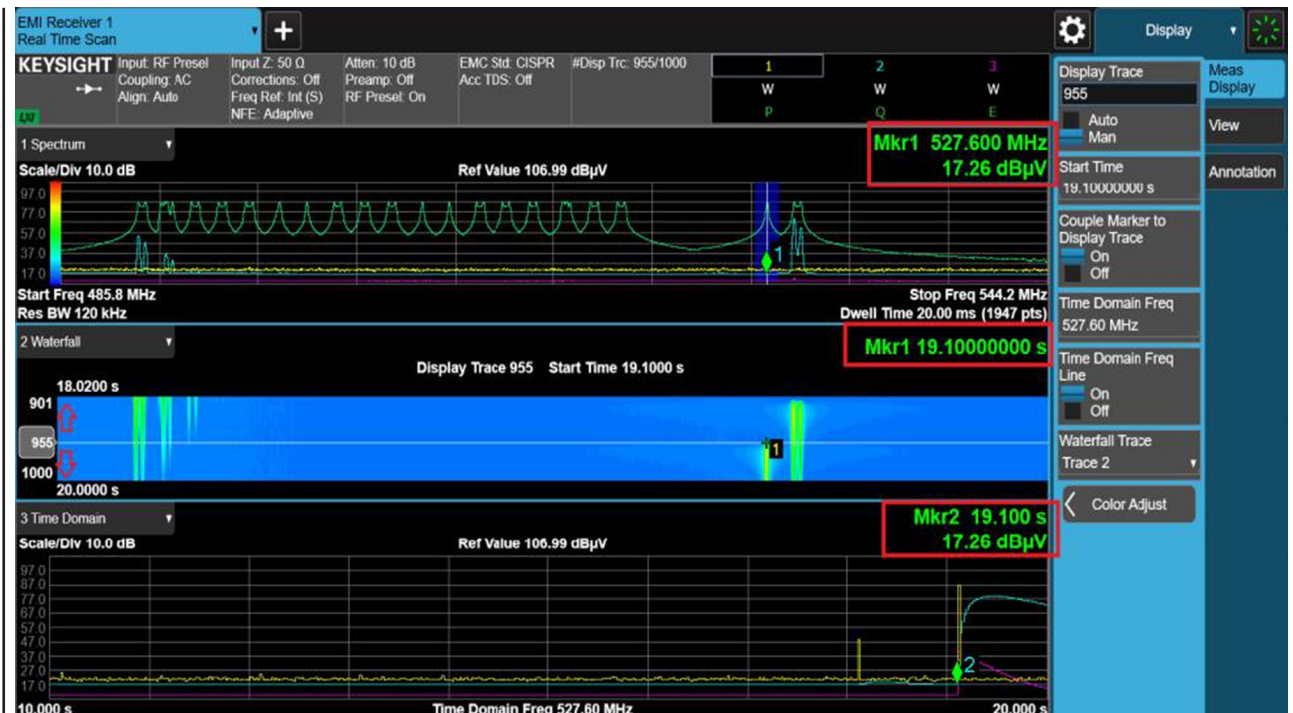 EMI Receiver 1
Real Time Scan
+
Display
KEYSIGHT
LXI
Input: RF Presel
Coupling: AC
Align: Auto
Input Z: 50 Ω
Corrections: Off
Freq Ref: Int (S)
NFE: Adaptive
Atten: 10 dB
Preamp: Off
RF Presel: On
EMC Std: CISPR
Acc TDS: Off
#Disp Trc: 955/1000
1 2 3
W W W
P Q E
1 Spectrum
Scale/Div 10.0 dB
Ref Value 106.99 dBµV
Mkr1 527.600 MHz
17.26 dBµV
97.0
77.0
57.0
37.0
17.0
1
Start Freq 485.8 MHz
Res BW 120 kHz
Stop Freq 544.2 MHz
Dwell Time 20.00 ms (1947 pts)
2 Waterfall
Mkr1 19.10000000 s
Display Trace 955 Start Time 19.1000 s
18.0200 s
901
955
1000
1
20.0000 s
3 Time Domain
Scale/Div 10.0 dB
Ref Value 106.99 dBµV
Mkr2 19.100 s
17.26 dBµV
97.0
87.0
77.0
67.0
57.0
47.0
37.0
27.0
17.0
2
10.000 s
Time Domain Freq 527.60 MHz
20.000 s
Display Trace
955
Auto
Man
Start Time
19.10000000 s
Couple Marker to
Display Trace
On
Off
Time Domain Freq
527.60 MHz
Time Domain Freq
Line
On
Off
Waterfall Trace
Trace 2
Color Adjust
Meas
Display
View
Annotation